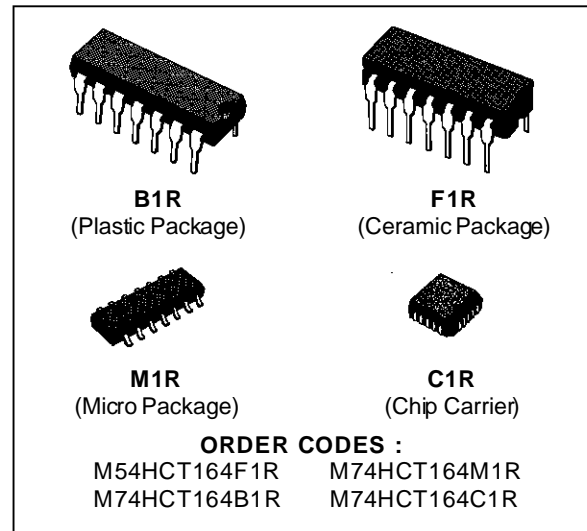 B1R
(Plastic Package)
F1R
(Ceramic Package)
M1R
(Micro Package)
C1R
(Chip Carrier)
ORDER CODES :
M54HCT164F1R M74HCT164M1R
M74HCT164B1R M74HCT164C1R